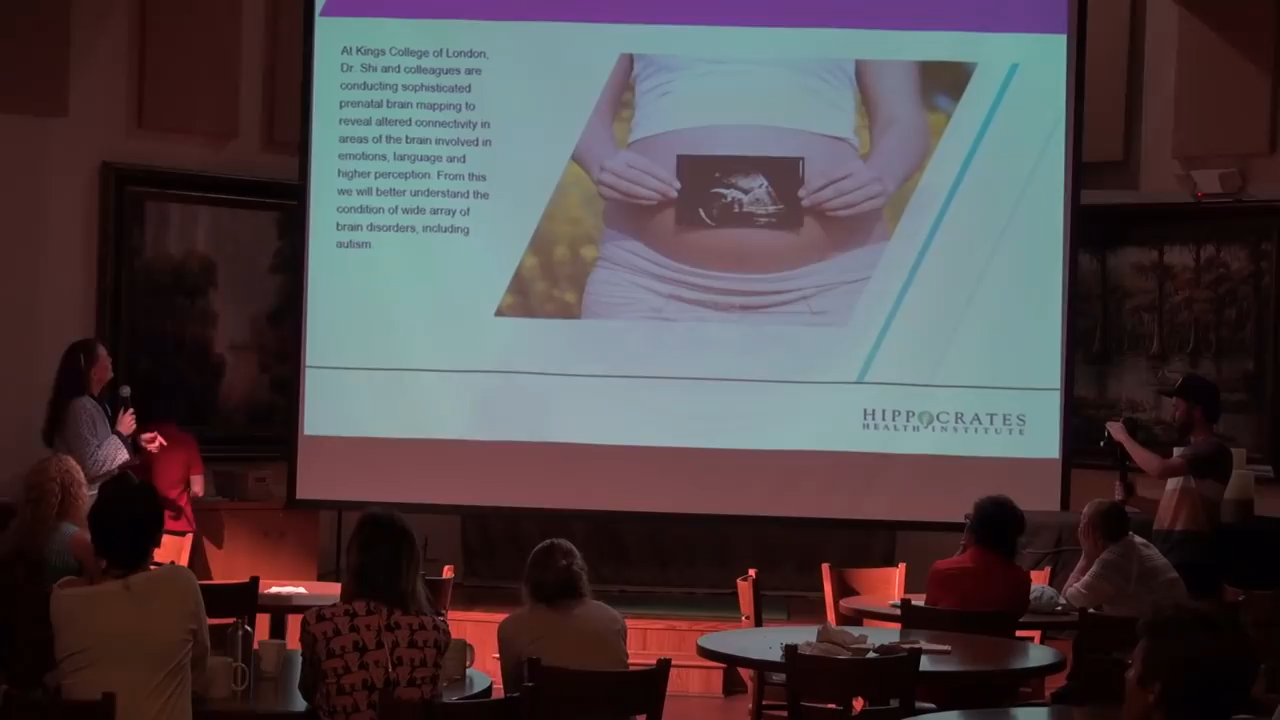 At Kings College of London,
Dr. Shi and colleagues are
conducting sophisticated
prenatal brain mapping to
reveal altered connectivity in
areas of the brain involved in
emotions, language and
higher perception. From this
we will better understand the
condition of wide array of
brain disorders, including
autism.
HIPPOCRATES
HEALTH INSTITUTE